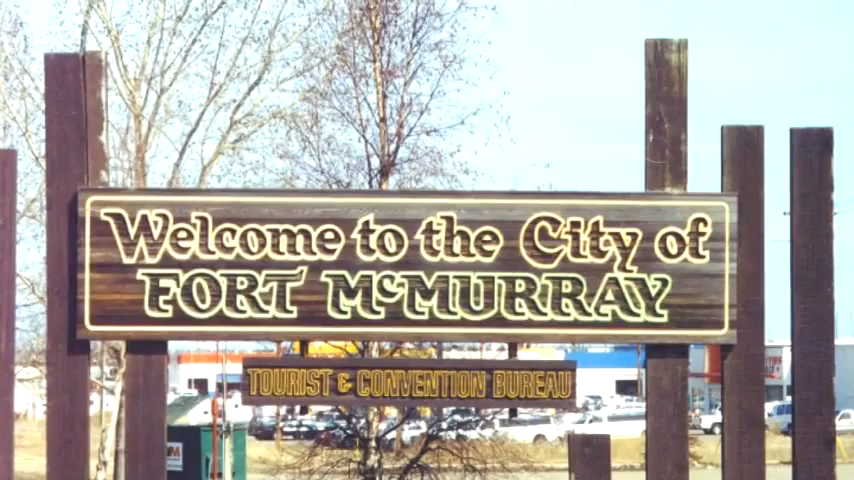 Welcome to the City of
FORT McMURRAY
TOURIST & CONVENTION BUREAU